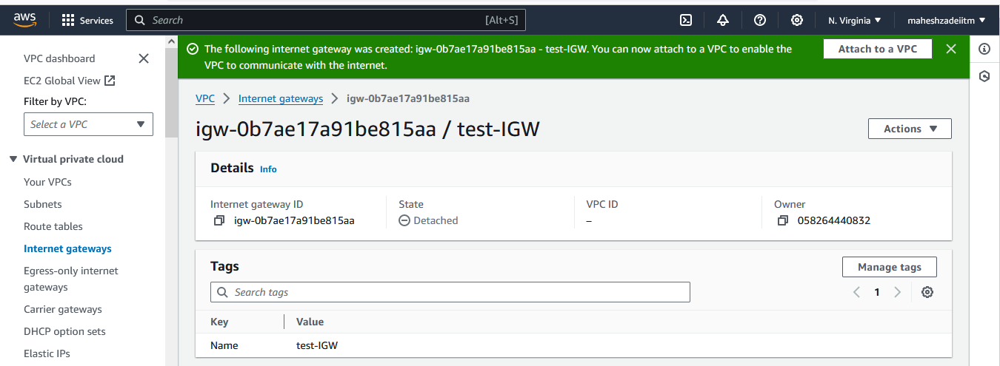 aws
Services
Search
[Alt+S]
N. Virginia
maheshzadeiitm
VPC dashboard
EC2 Global View
Filter by VPC:
Select a VPC
Virtual private cloud
Your VPCs
Subnets
Route tables
Internet gateways
Egress-only internet
gateways
Carrier gateways
DHCP option sets
Elastic IPs
The following internet gateway was created: igw-0b7ae17a91be815aa - test-IGW. You can now attach to a VPC to enable the
VPC to communicate with the internet.
Attach to a VPC
VPC > Internet gateways > igw-0b7ae17a91be815aa
igw-0b7ae17a91be815aa / test-IGW
Actions
Details Info
Internet gateway ID
igw-0b7ae17a91be815aa
State
Detached
VPC ID
–
Owner
058264440832
Tags
Manage tags
Search tags
1
Key Value
Name test-IGW